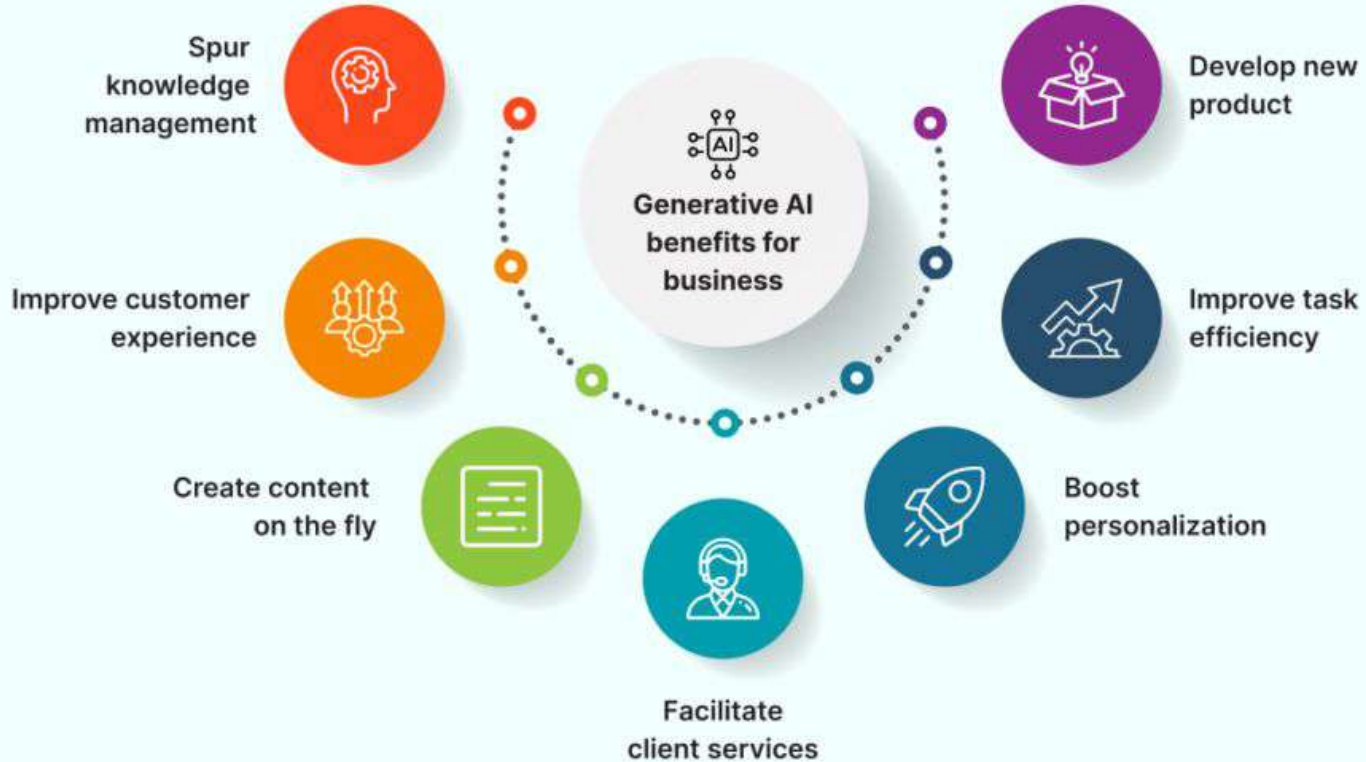 Spur
knowledge
management
Improve customer
experience
Create content
on the fly
Facilitate
client services
Boost
personalization
Improve task
efficiency
Develop new
product
AI
Generative AI
benefits for
business